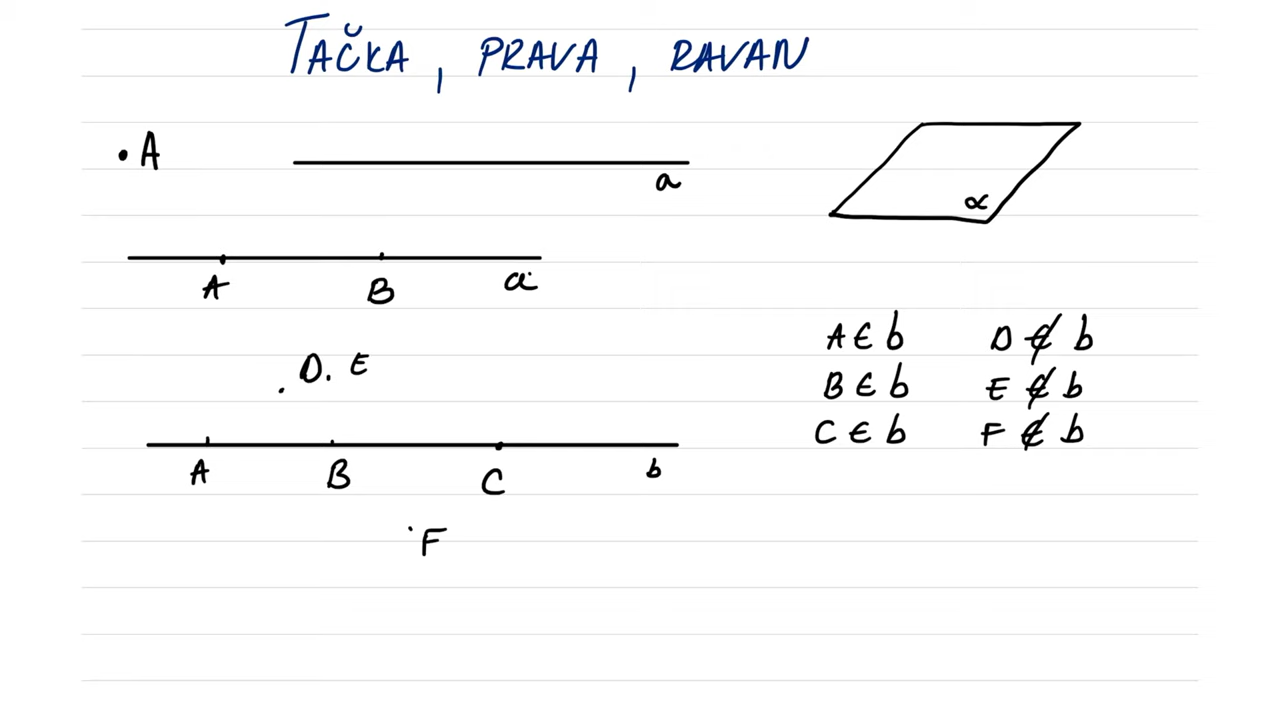 TAČKA, PRAVA, RAVAN
A
a
α
A B a
A ∈ b D ∉ b
D E
B ∈ b E ∉ b
C ∈ b F ∉ b
A B C b
F